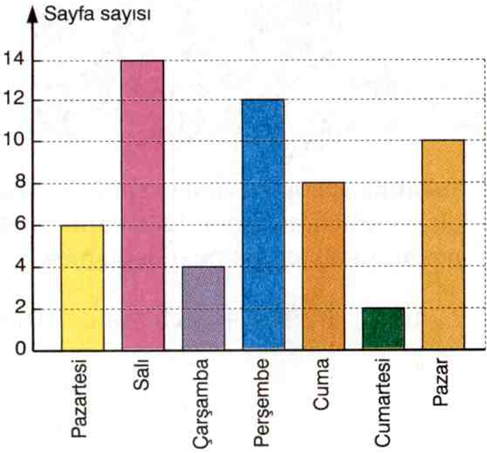 Sayfa sayısı
14
12
10
8
6
4
2
0
Pazartesi
Salı
Çarşamba
Perşembe
Cuma
Cumartesi
Pazar